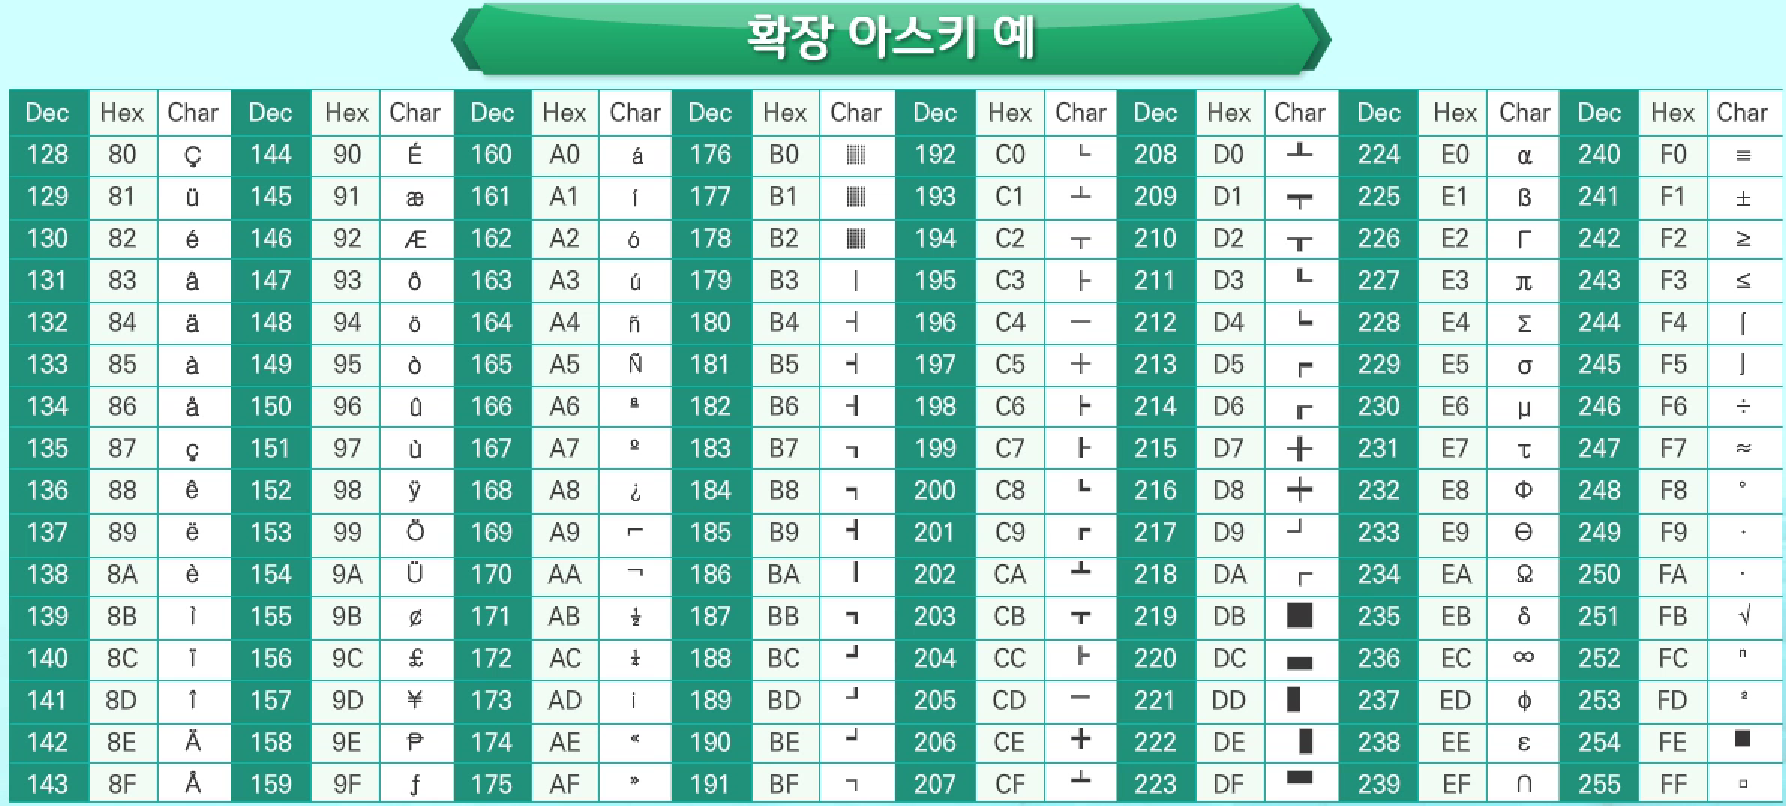 확장 아스키 예
Dec Hex Char Dec Hex Char Dec Hex Char Dec Hex Char Dec Hex Char Dec Hex Char Dec Hex Char Dec Hex Char
128 80 Ç 144 90 É 160 A0 á 176 B0 ░ 192 C0 └ 208 D0 ╨ 224 E0 α 240 F0 ≡
129 81 ü 145 91 æ 161 A1 í 177 B1 ▒ 193 C1 ┴ 209 D1 ╤ 225 E1 ß 241 F1 ±
130 82 é 146 92 Æ 162 A2 ó 178 B2 ▓ 194 C2 ┬ 210 D2 ╥ 226 E2 Γ 242 F2 ≥
131 83 â 147 93 ô 163 A3 ú 179 B3 │ 195 C3 ├ 211 D3 ╙ 227 E3 π 243 F3 ≤
132 84 ä 148 94 ö 164 A4 ñ 180 B4 ┤ 196 C4 ─ 212 D4 ╘ 228 E4 Σ 244 F4 ⌠
133 85 à 149 95 ò 165 A5 Ñ 181 B5 ╡ 197 C5 ┼ 213 D5 ╒ 229 E5 σ 245 F5 ⌡
134 86 å 150 96 û 166 A6 ª 182 B6 ╢ 198 C6 ╞ 214 D6 ╓ 230 E6 µ 246 F6 ÷
135 87 ç 151 97 ù 167 A7 º 183 B7 ╖ 199 C7 ╟ 215 D7 ╫ 231 E7 τ 247 F7 ≈
136 88 ê 152 98 ÿ 168 A8 ¿ 184 B8 ╕ 200 C8 ╚ 216 D8 ╪ 232 E8 Φ 248 F8 °
137 89 ë 153 99 Ö 169 A9 ⌐ 185 B9 ╣ 201 C9 ╔ 217 D9 ┘ 233 E9 Θ 249 F9 ∙
138 8A è 154 9A Ü 170 AA ¬ 186 BA ║ 202 CA ╩ 218 DA ┌ 234 EA Ω 250 FA ·
139 8B ì 155 9B ø 171 AB ½ 187 BB ╗ 203 CB ╦ 219 DB █ 235 EB δ 251 FB √
140 8C ï 156 9C £ 172 AC ¼ 188 BC ╝ 204 CC ╠ 220 DC ▄ 236 EC ∞ 252 FC ⁿ
141 8D î 157 9D ¥ 173 AD ¡ 189 BD ╜ 205 CD ═ 221 DD ▌ 237 ED ϕ 253 FD ²
142 8E Ä 158 9E ₱ 174 AE « 190 BE ╛ 206 CE ╬ 222 DE ▐ 238 EE ε 254 FE ■
143 8F Å 159 9F ƒ 175 AF » 191 BF ┐ 207 CF ╧ 223 DF ▀ 239 EF ∩ 255 FF □